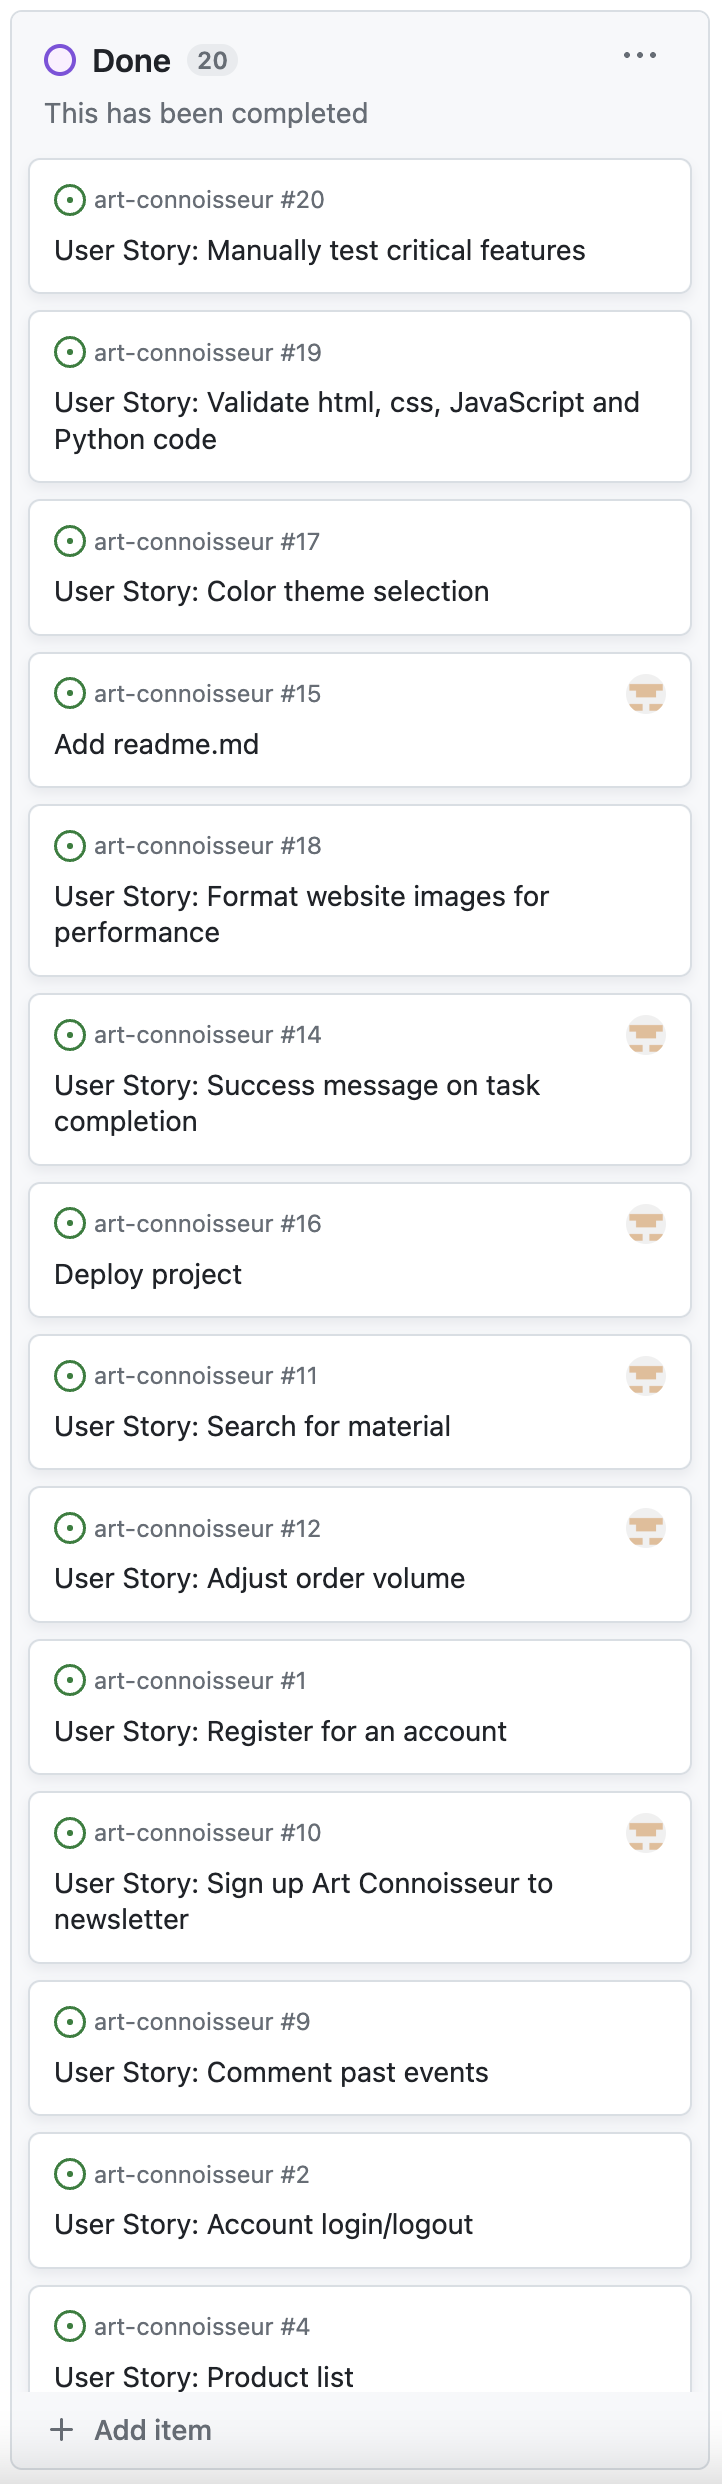 Done 20
This has been completed
art-connoisseur #20
User Story: Manually test critical features
art-connoisseur #19
User Story: Validate html, css, JavaScript and
Python code
art-connoisseur #17
User Story: Color theme selection
art-connoisseur #15
Add readme.md
art-connoisseur #18
User Story: Format website images for
performance
art-connoisseur #14
User Story: Success message on task
completion
art-connoisseur #16
Deploy project
art-connoisseur #11
User Story: Search for material
art-connoisseur #12
User Story: Adjust order volume
art-connoisseur #1
User Story: Register for an account
art-connoisseur #10
User Story: Sign up Art Connoisseur to
newsletter
art-connoisseur #9
User Story: Comment past events
art-connoisseur #2
User Story: Account login/logout
art-connoisseur #4
User Story: Product list
+ Add item